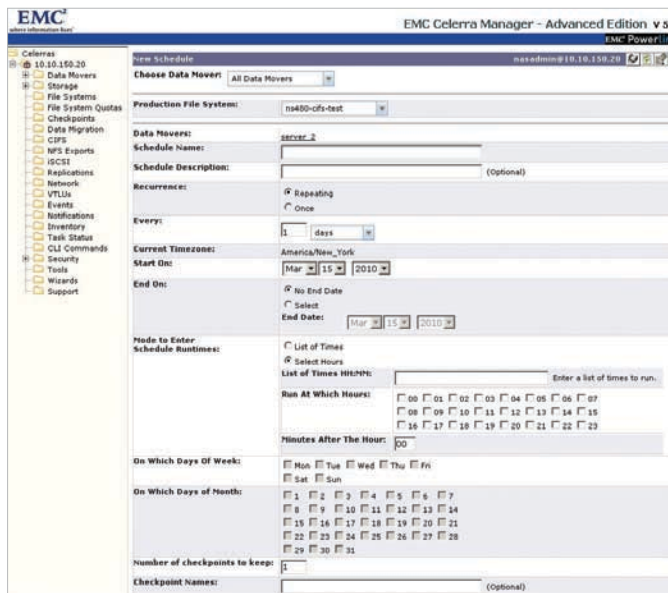 EMC²
where information lives®
EMC Celerra Manager - Advanced Edition v 5
EMC Powerlin
Celerras
10.10.150.20
Data Movers
Storage
File Systems
File System Quotas
Checkpoints
Data Migration
CIFS
NFS Exports
iSCSI
Replications
Network
VTLUs
Events
Notifications
Inventory
Task Status
CLI Commands
Security
Tools
Wizards
Support
New Schedule
nasadmin@10.10.150.20
Choose Data Mover: All Data Movers
Production File System: ns480-cifs-test
Data Movers: server_2
Schedule Name:
Schedule Description: (Optional)
Recurrence:
Repeating
Once
Every:
1 days
Current Timezone: America/New_York
Start On: Mar 15 2010
End On:
No End Date
Select
End Date: Mar 15 2010
Mode to Enter
Schedule Runtimes:
List of Times
Select Hours
List of Times HH:MM: Enter a list of times to run.
Run At Which Hours:
00 01 02 03 04 05 06 07
08 09 10 11 12 13 14 15
16 17 18 19 20 21 22 23
Minutes After The Hour: 00
On Which Days Of Week:
Mon Tue Wed Thu Fri
Sat Sun
On Which Days of Month:
1 2 3 4 5 6 7
8 9 10 11 12 13 14
15 16 17 18 19 20 21
22 23 24 25 26 27 28
29 30 31
Number of checkpoints to keep: 1
Checkpoint Names: (Optional)